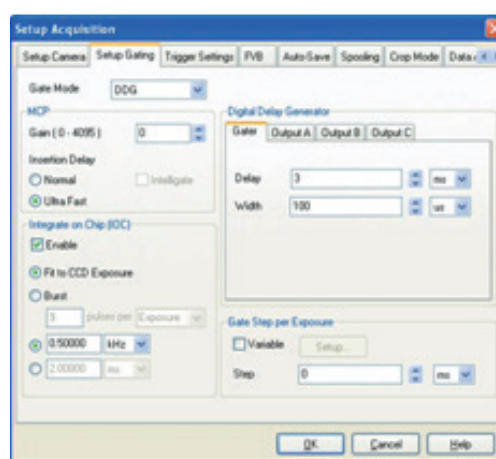 Setup Acquisition
Setup Camera Setup Gating Trigger Settings FVB Auto-Save Spooling Crop Mode Data
Gate Mode DDG
MCP
Gain ( 0 - 4095 ) 0
Insertion Delay
Normal Intelligate
Ultra Fast
Integrate on Chip (IOC)
Enable
Fit to CCD Exposure
Burst
pulses per Exposure
0.50000 kHz
2.00000 ms
Digital Delay Generator
Gater Output A Output B Output C
Delay 3 ms
Width 100 us
Gate Step per Exposure
Variable Setup...
Step 0 ms
OK Cancel Help